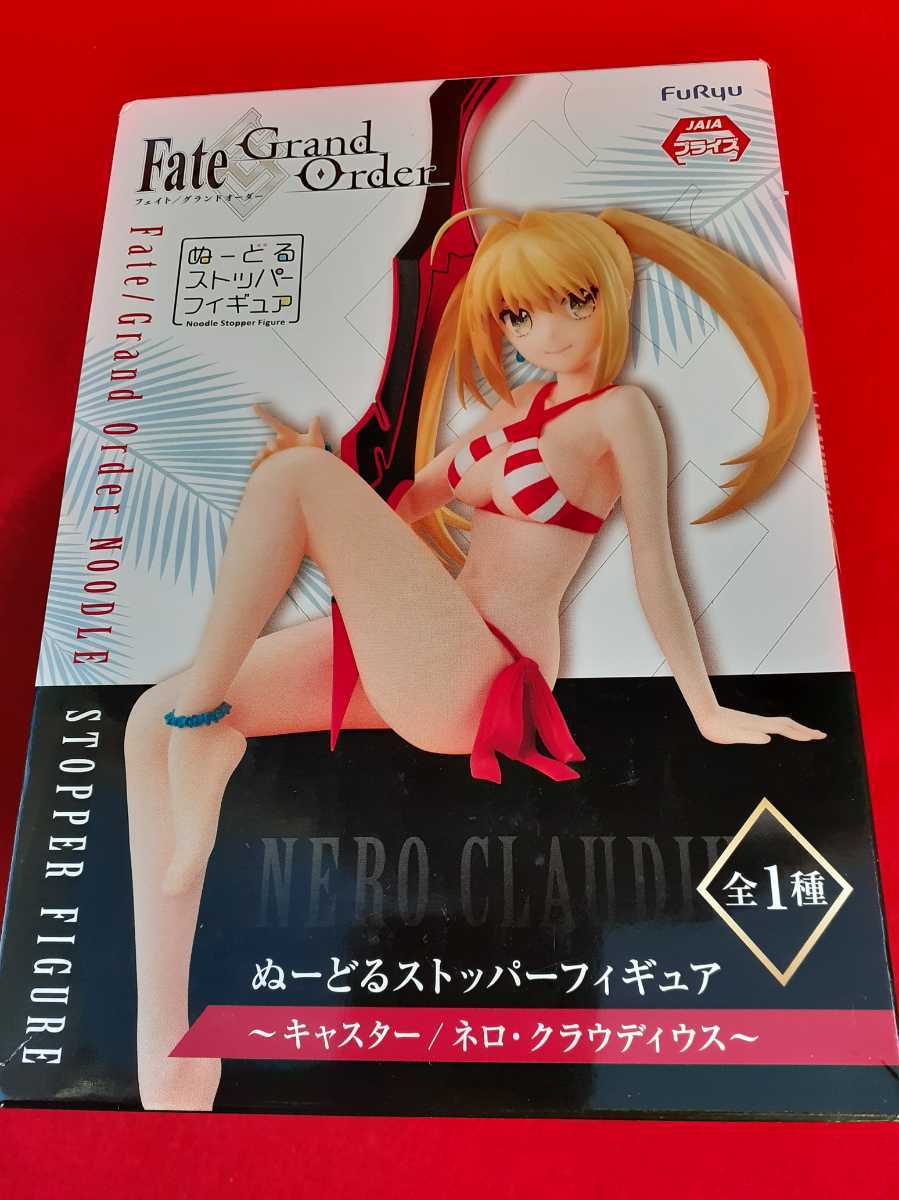 FuRyu
JAIA
プライズ
Fate
Grand
Order
フェイト/グランドオーダー
ぬーどる
ストッパー
フィギュア
Noodle Stopper Figure
Fate/Grand Order NOODLE
STOPPER FIGURE
NERO CLAUDIU
全1種
ぬーどるストッパーフィギュア
~キャスター/ネロ・クラウディウス~